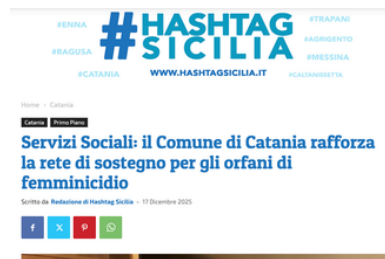 #ENNA
#HASHTAG
#TRAPANI
#RAGUSA
SICILIA
#AGRIGENTO
#MESSINA
#CATANIA
WWW.HASHTAGSICILIA.IT
#CALTANISSETTA
Home
Catania
Catania
Primo Piano
Servizi Sociali: il Comune di Catania rafforza
la rete di sostegno per gli orfani di
femminicidio
Scritto da Redazione di Hashtag Sicilia - 17 Dicembre 2025